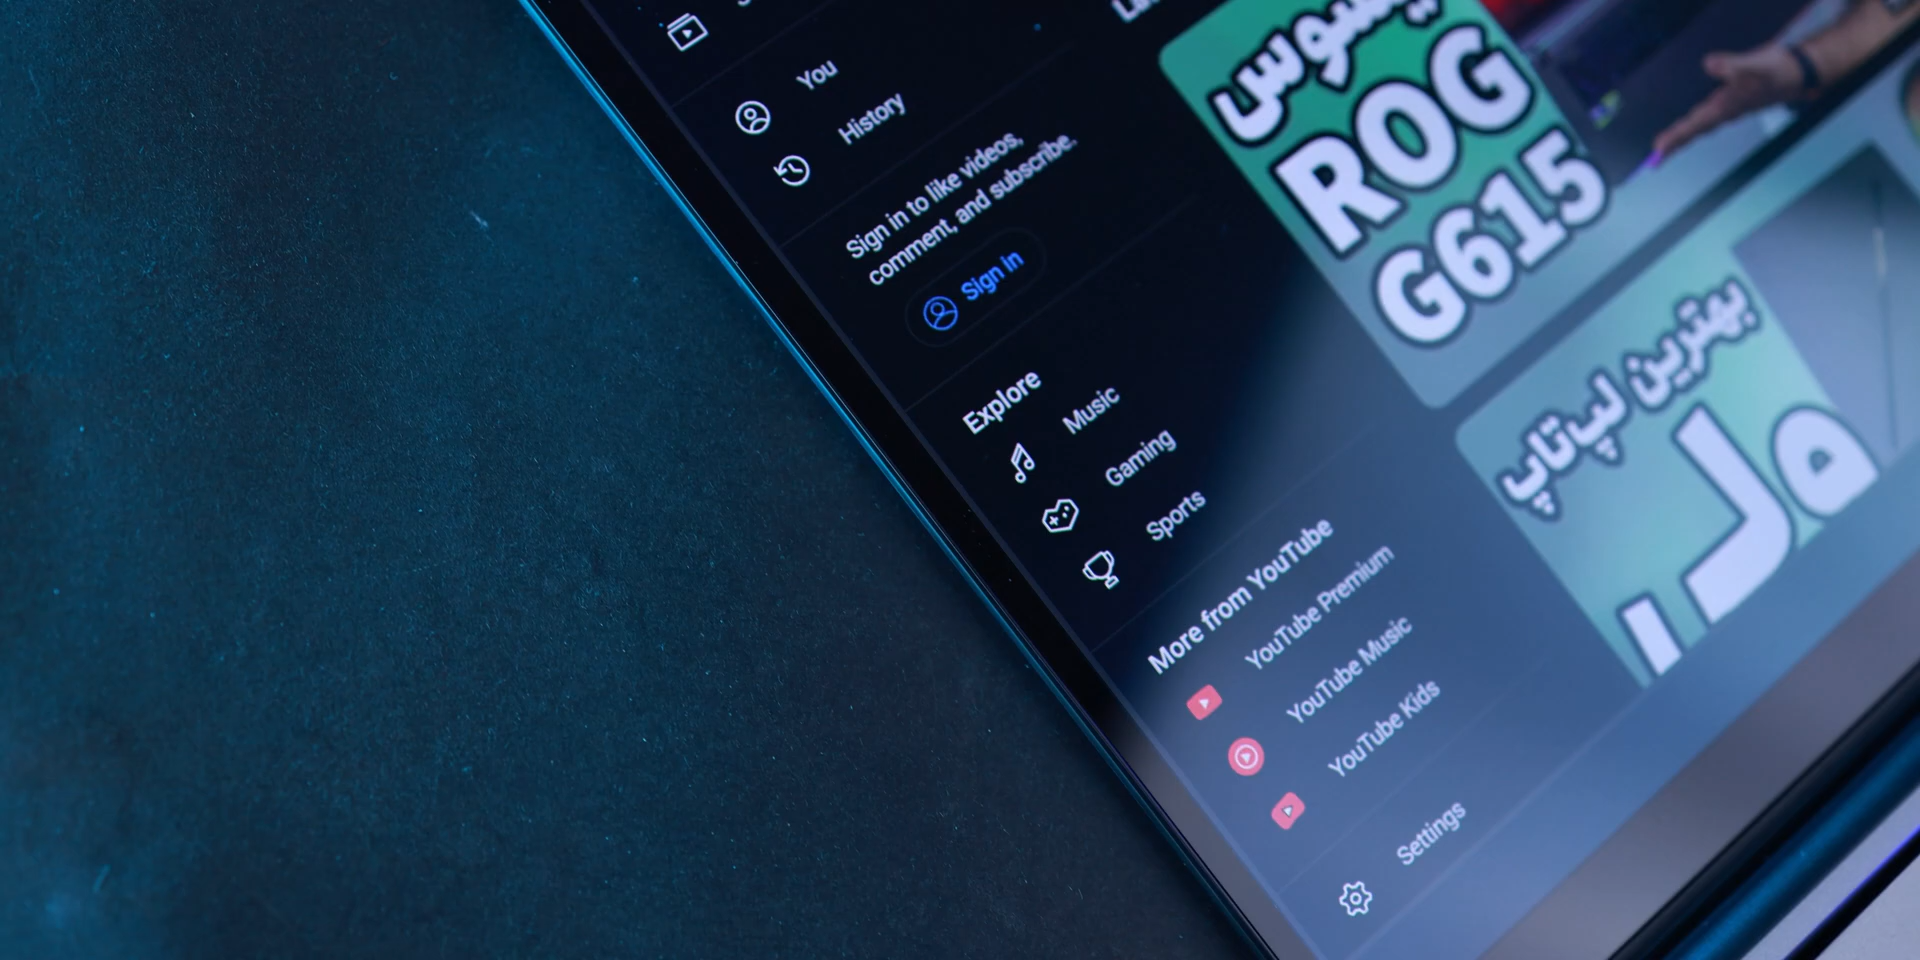 You
History
Sign in to like videos,
comment, and subscribe.
Sign in
Explore
Music
Gaming
Sports
More from YouTube
YouTube Premium
YouTube Music
YouTube Kids
Settings
ROG
G615
بهترین لپ‌تاپ